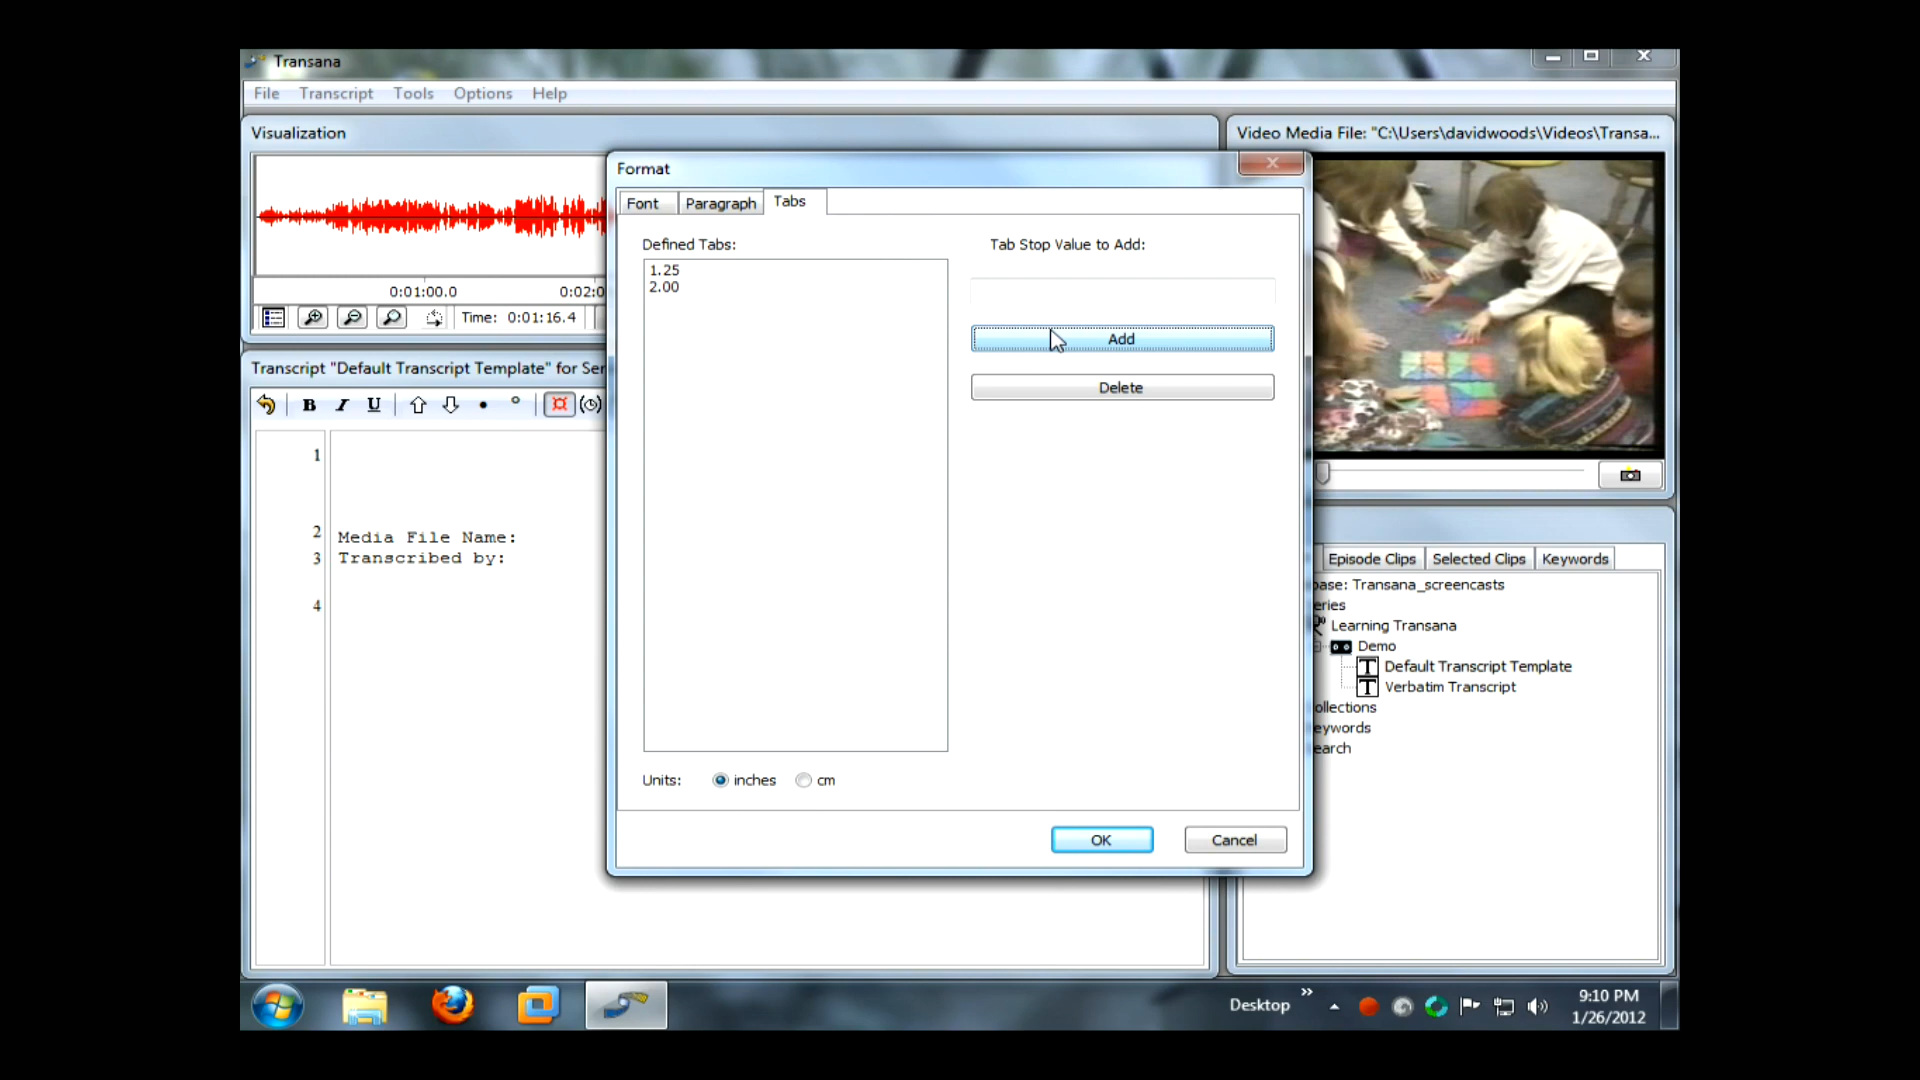 Transana
File Transcript Tools Options Help
Visualization
Video Media File: "C:\Users\davidwoods\Videos\Transa...
Format
Font Paragraph Tabs
Defined Tabs:
Tab Stop Value to Add:
1.25
2.00
0:01:00.0 0:02:0
Time: 0:01:16.4
Add
Transcript "Default Transcript Template" for Ser
Delete
B I U
1
2 Media File Name:
3 Transcribed by:
4
Episode Clips Selected Clips Keywords
base: Transana_screencasts
eries
Learning Transana
Demo
T Default Transcript Template
T Verbatim Transcript
ollections
eywords
earch
Units: inches cm
OK Cancel
Desktop » 9:10 PM
1/26/2012